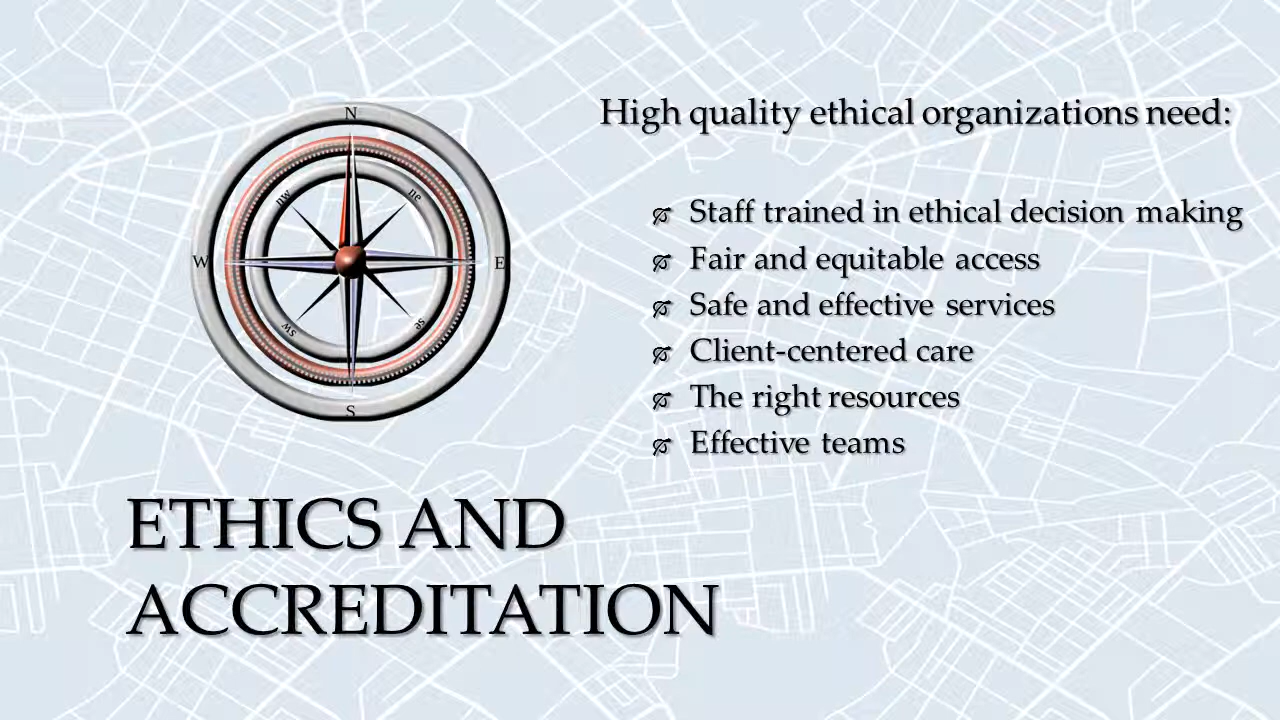 N
nw
ne
W
E
sw
se
S
High quality ethical organizations need:
Staff trained in ethical decision making
Fair and equitable access
Safe and effective services
Client-centered care
The right resources
Effective teams
ETHICS AND
ACCREDITATION